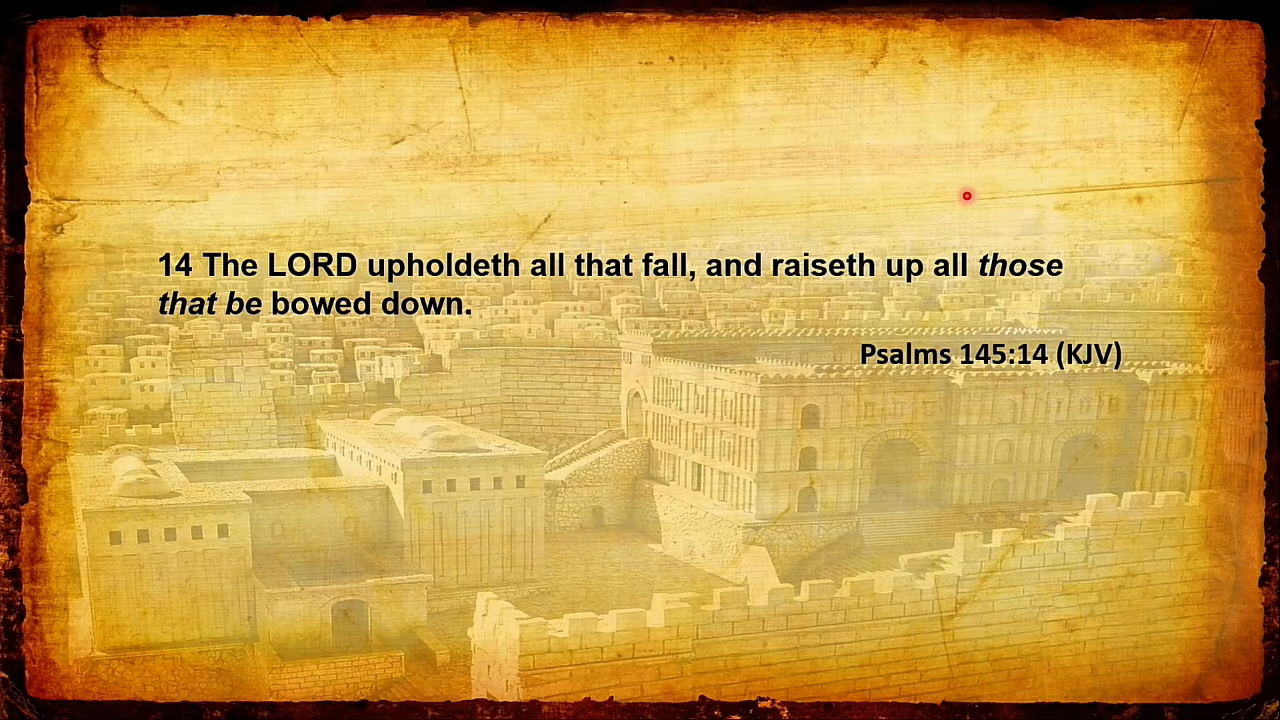 14 The LORD upholdeth all that fall, and raiseth up all those
that be bowed down.
Psalms 145:14 (KJV)